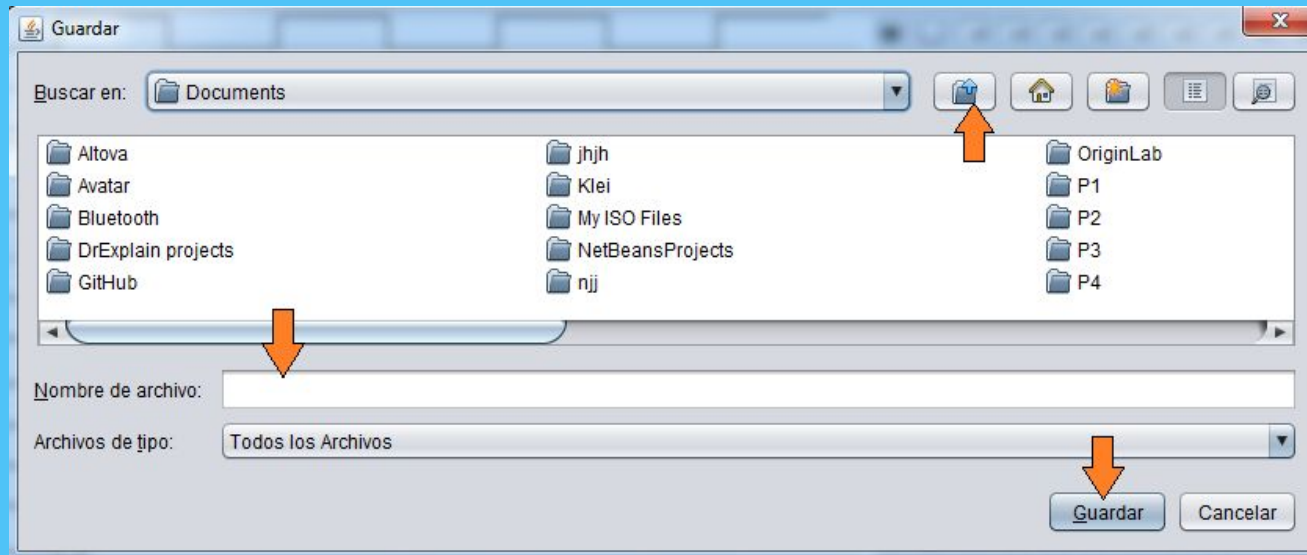 Guardar
Buscar en: Documents
Altova
Avatar
Bluetooth
DrExplain projects
GitHub
jhjh
Klei
My ISO Files
NetBeansProjects
njj
OriginLab
P1
P2
P3
P4
Nombre de archivo:
Archivos de tipo: Todos los Archivos
Guardar Cancelar